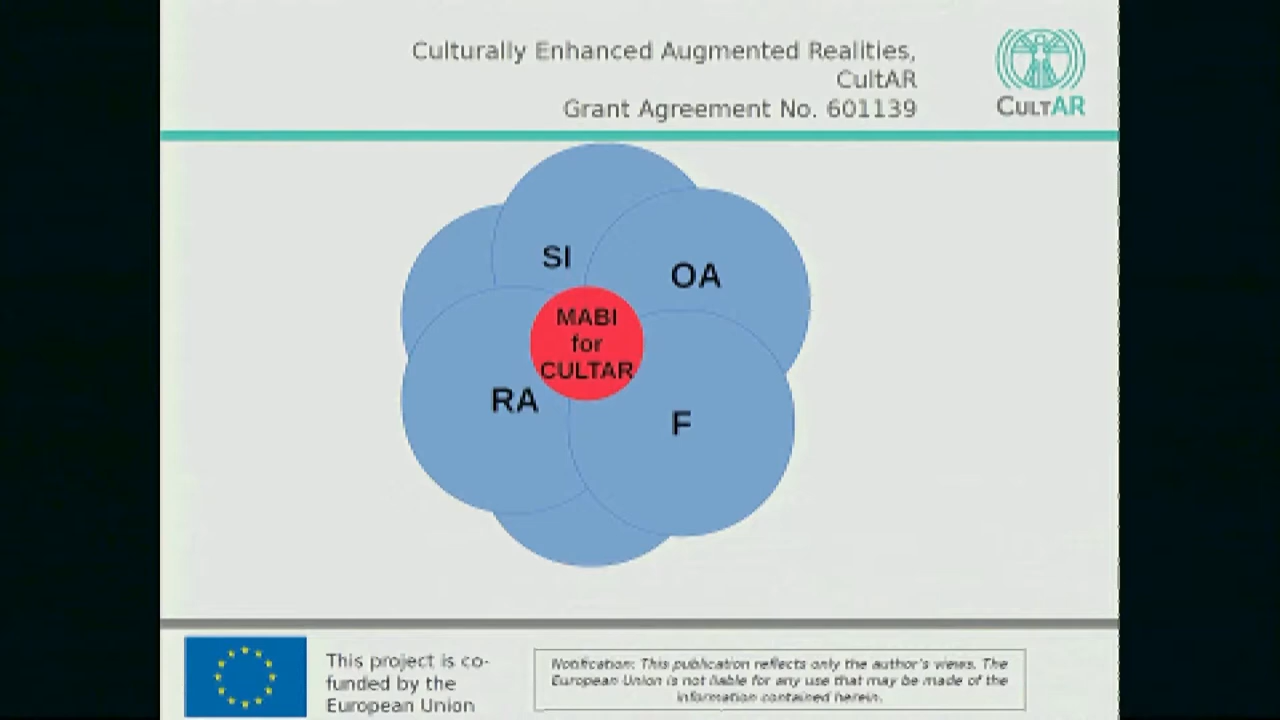 Culturally Enhanced Augmented Realities,
CultAR
Grant Agreement No. 601139
CULTAR
SI
OA
MABI
for
CULTAR
RA
F
This project is co-
funded by the
European Union
Notification: This publication reflects only the author's views. The
European Union is not liable for any use that may be made of the
information contained herein.